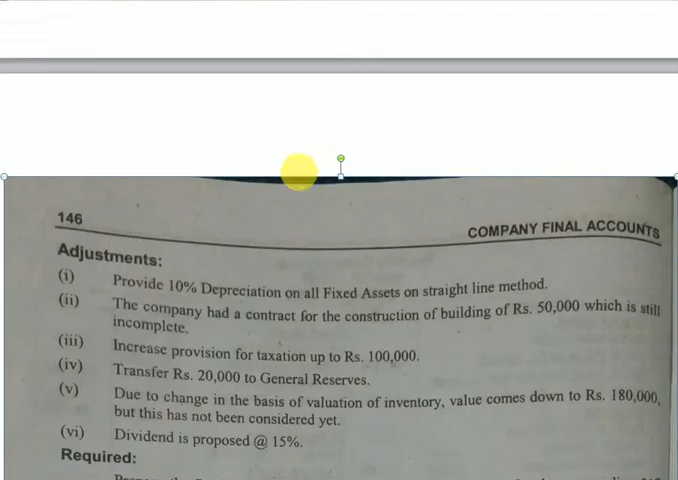 146
COMPANY FINAL ACCOUNTS
Adjustments:
(i) Provide 10% Depreciation on all Fixed Assets on straight line method.
(ii) The company had a contract for the construction of building of Rs. 50,000 which is still
incomplete.
(iii) Increase provision for taxation up to Rs. 100,000.
(iv) Transfer Rs. 20,000 to General Reserves.
(v) Due to change in the basis of valuation of inventory, value comes down to Rs. 180,000,
but this has not been considered yet.
(vi) Dividend is proposed @ 15%.
Required: